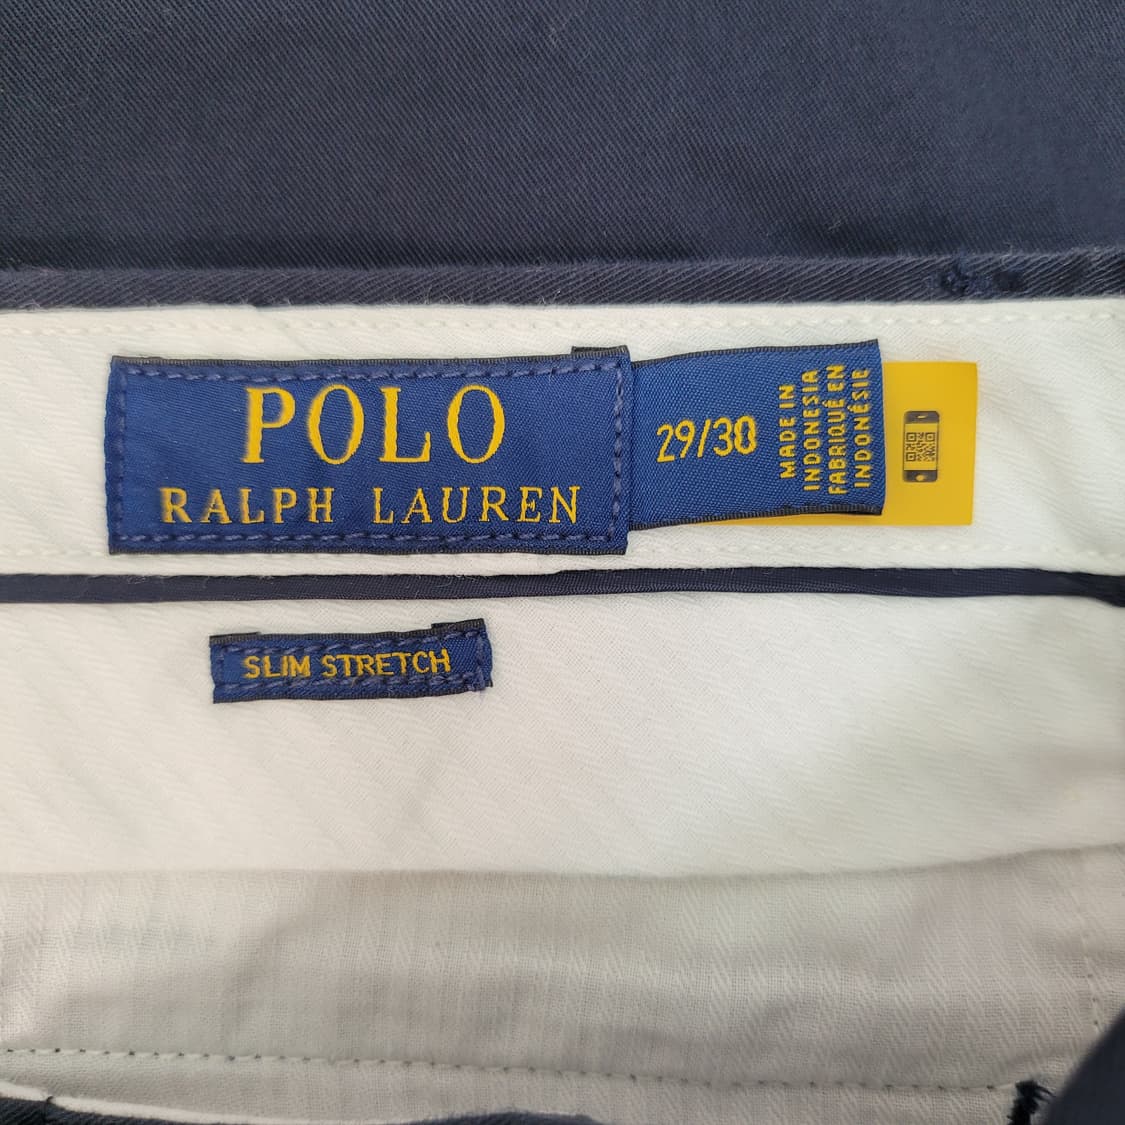 POLO
RALPH LAUREN
29/30
MADE IN
INDONESIA
FABRIQUÉ EN
INDONÉSIE
SLIM STRETCH